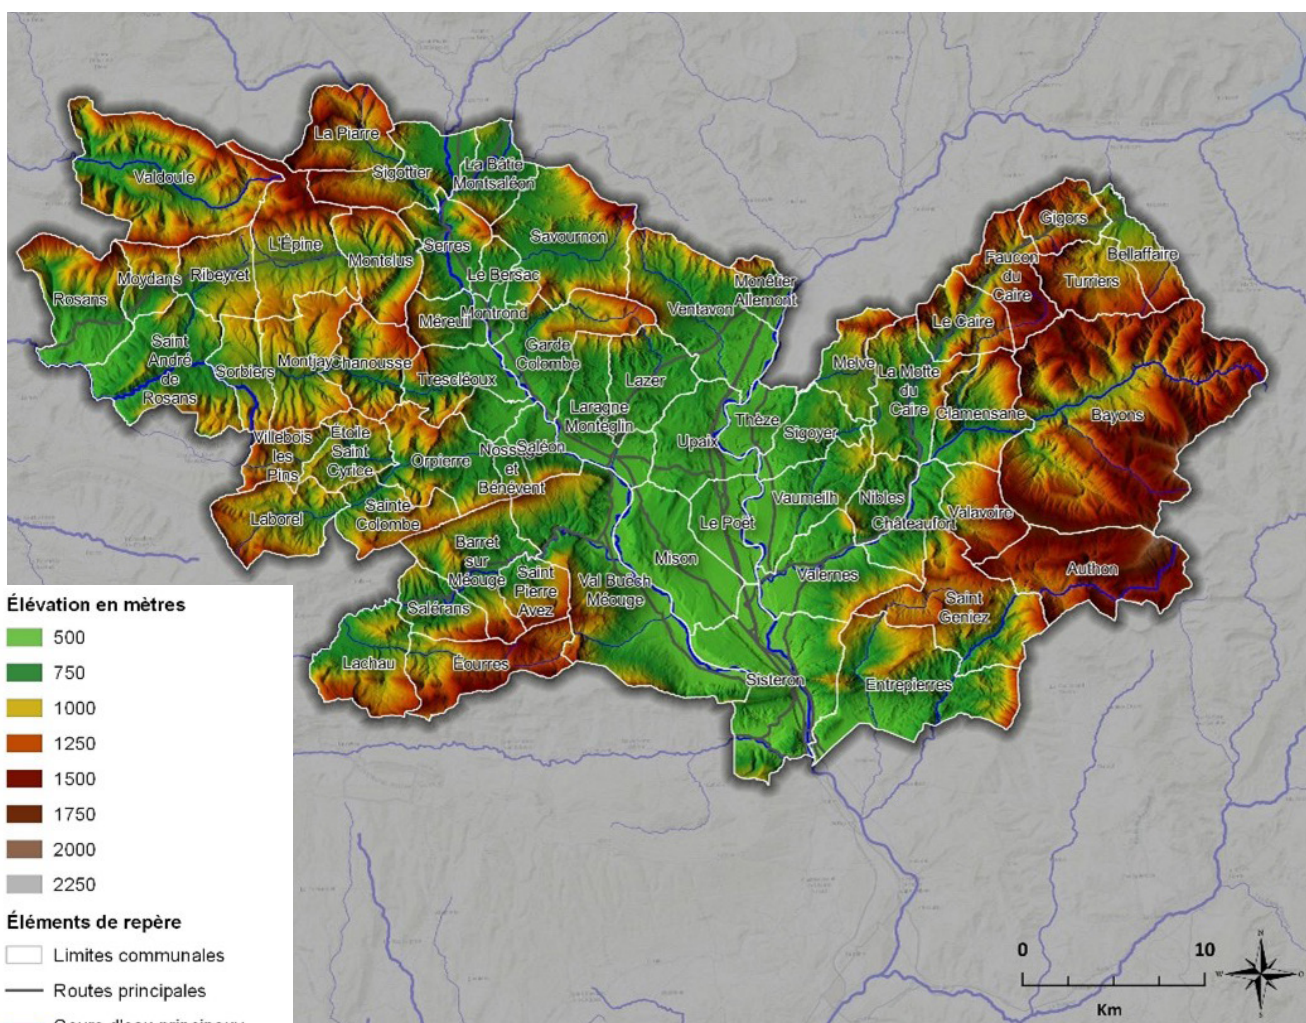 La Piarre
Sigottier
La Bâtie
Montsaléon
Valdoule
L'Épine
Serres
Savournon
Montclus
Ribeyret
Moydans
Rosans
Le Bersac
Monêtier
Allemont
Ventavon
Méreuil
Montrond
Garde
Colombe
Saint
André
de
Rosans
Sorbiers
Montjay
Chanousse
Trescléoux
Lazer
Laragne
Montéglin
Villebois
les
Pins
Étoile
Saint
Cyrice
Orpierre
Saléon
et
Bénévent
Upaix
Thèze
Sigoyer
Melve
La Motte
du
Caire
Le Caire
Faucon
du
Caire
Gigors
Turriers
Bellaffaire
Clamensane
Bayons
Laborel
Sainte
Colombe
Le Poet
Vaumeilh
Nibles
Châteaufort
Valavoire
Barret
sur
Méouge
Saint
Pierre
Avez
Val Buëch
Méouge
Mison
Valernes
Authon
Saint
Geniez
Salérans
Lachau
Éourres
Sisteron
Entrepierres
Élévation en mètres
500
750
1000
1250
1500
1750
2000
2250
Éléments de repère
Limites communales
Routes principales
Cours d'eau principaux
0 10
Km
N
W O
S